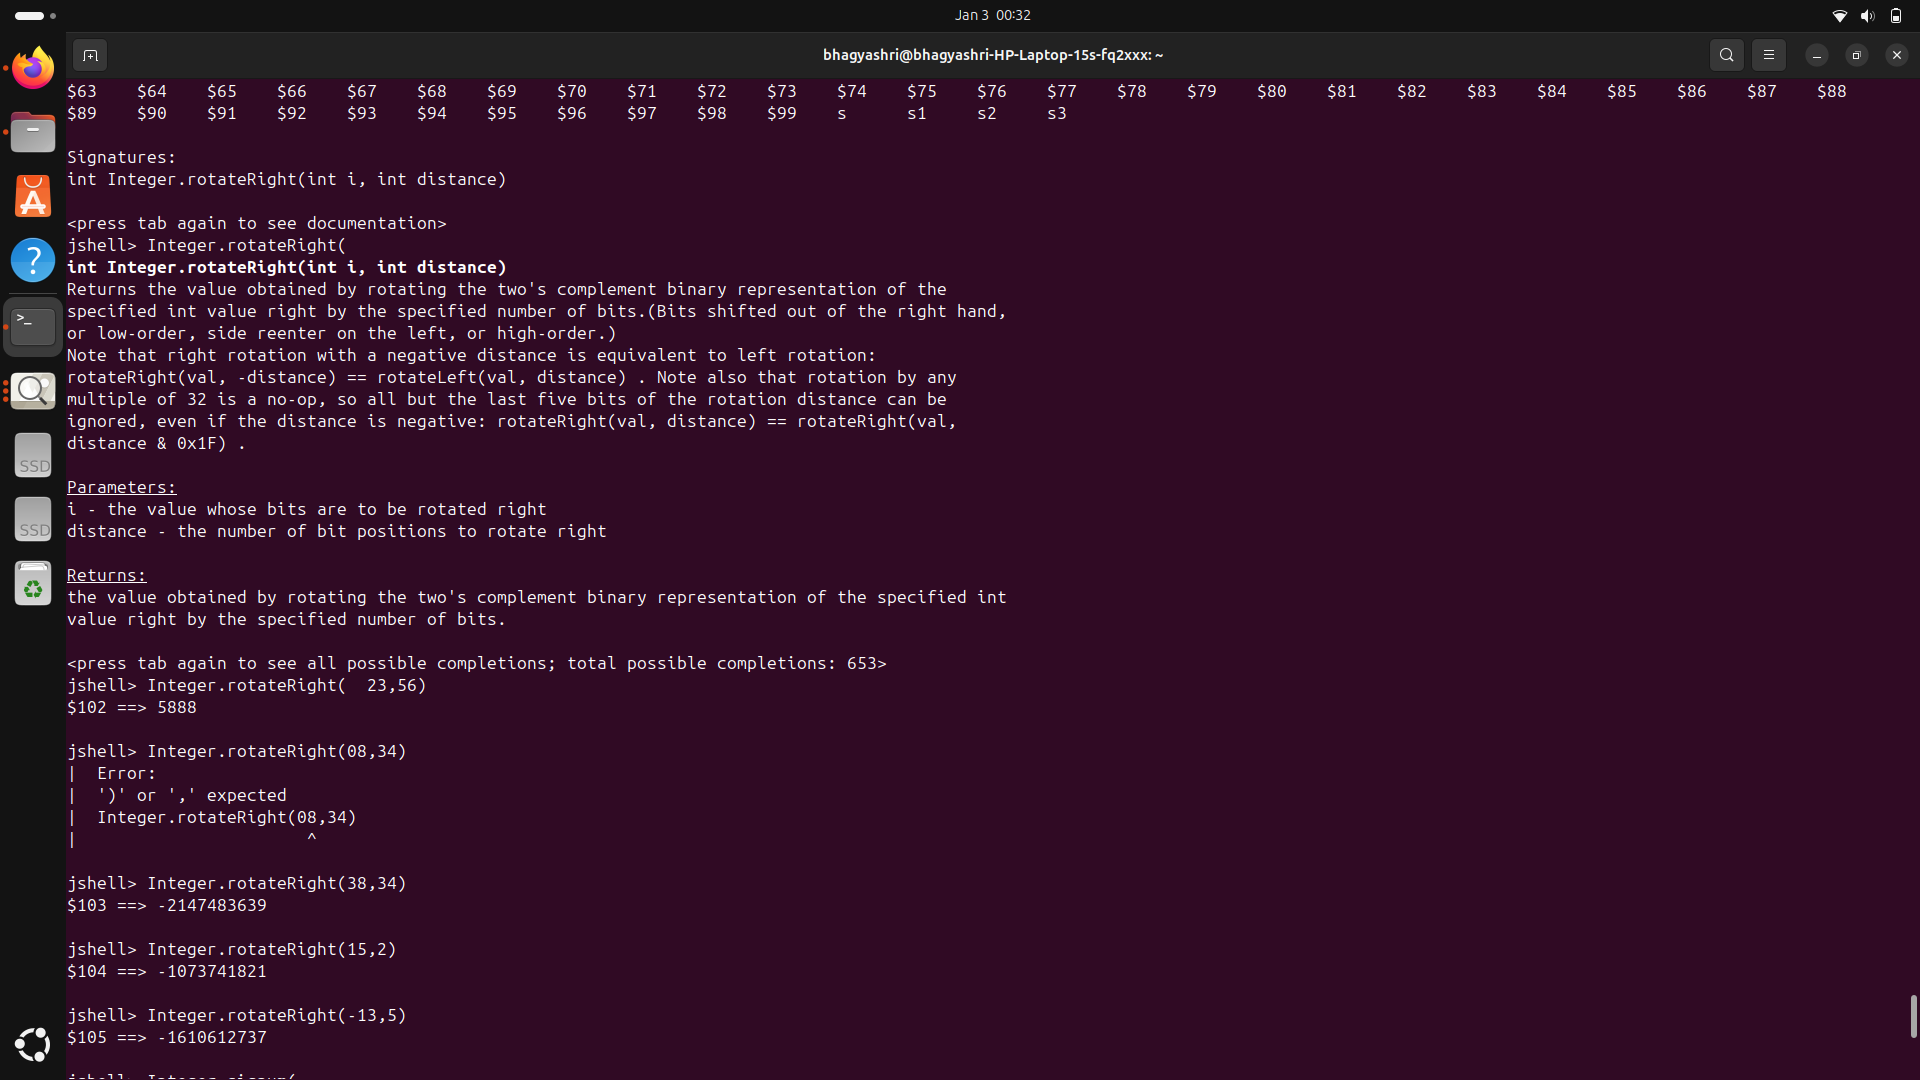 Jan 3 00:32
bhagyashri@bhagyashri-HP-Laptop-15s-fq2xxx: ~
$63 $64 $65 $66 $67 $68 $69 $70 $71 $72 $73 $74 $75 $76 $77 $78 $79 $80 $81 $82 $83 $84 $85 $86 $87 $88
$89 $90 $91 $92 $93 $94 $95 $96 $97 $98 $99 s s1 s2 s3
Signatures:
int Integer.rotateRight(int i, int distance)
<press tab again to see documentation>
jshell> Integer.rotateRight(
int Integer.rotateRight(int i, int distance)
Returns the value obtained by rotating the two's complement binary representation of the
specified int value right by the specified number of bits.(Bits shifted out of the right hand,
or low-order, side reenter on the left, or high-order.)
Note that right rotation with a negative distance is equivalent to left rotation:
rotateRight(val, -distance) == rotateLeft(val, distance) . Note also that rotation by any
multiple of 32 is a no-op, so all but the last five bits of the rotation distance can be
ignored, even if the distance is negative: rotateRight(val, distance) == rotateRight(val,
distance & 0x1F) .
Parameters:
i - the value whose bits are to be rotated right
distance - the number of bit positions to rotate right
Returns:
the value obtained by rotating the two's complement binary representation of the specified int
value right by the specified number of bits.
<press tab again to see all possible completions; total possible completions: 653>
jshell> Integer.rotateRight(  23,56)
$102 ==> 5888
jshell> Integer.rotateRight(08,34)
|  Error:
|  ')' or ',' expected
|  Integer.rotateRight(08,34)
|                        ^
jshell> Integer.rotateRight(38,34)
$103 ==> -2147483639
jshell> Integer.rotateRight(15,2)
$104 ==> -1073741821
jshell> Integer.rotateRight(-13,5)
$105 ==> -1610612737
jshell> Integer.signum(
SSD
SSD